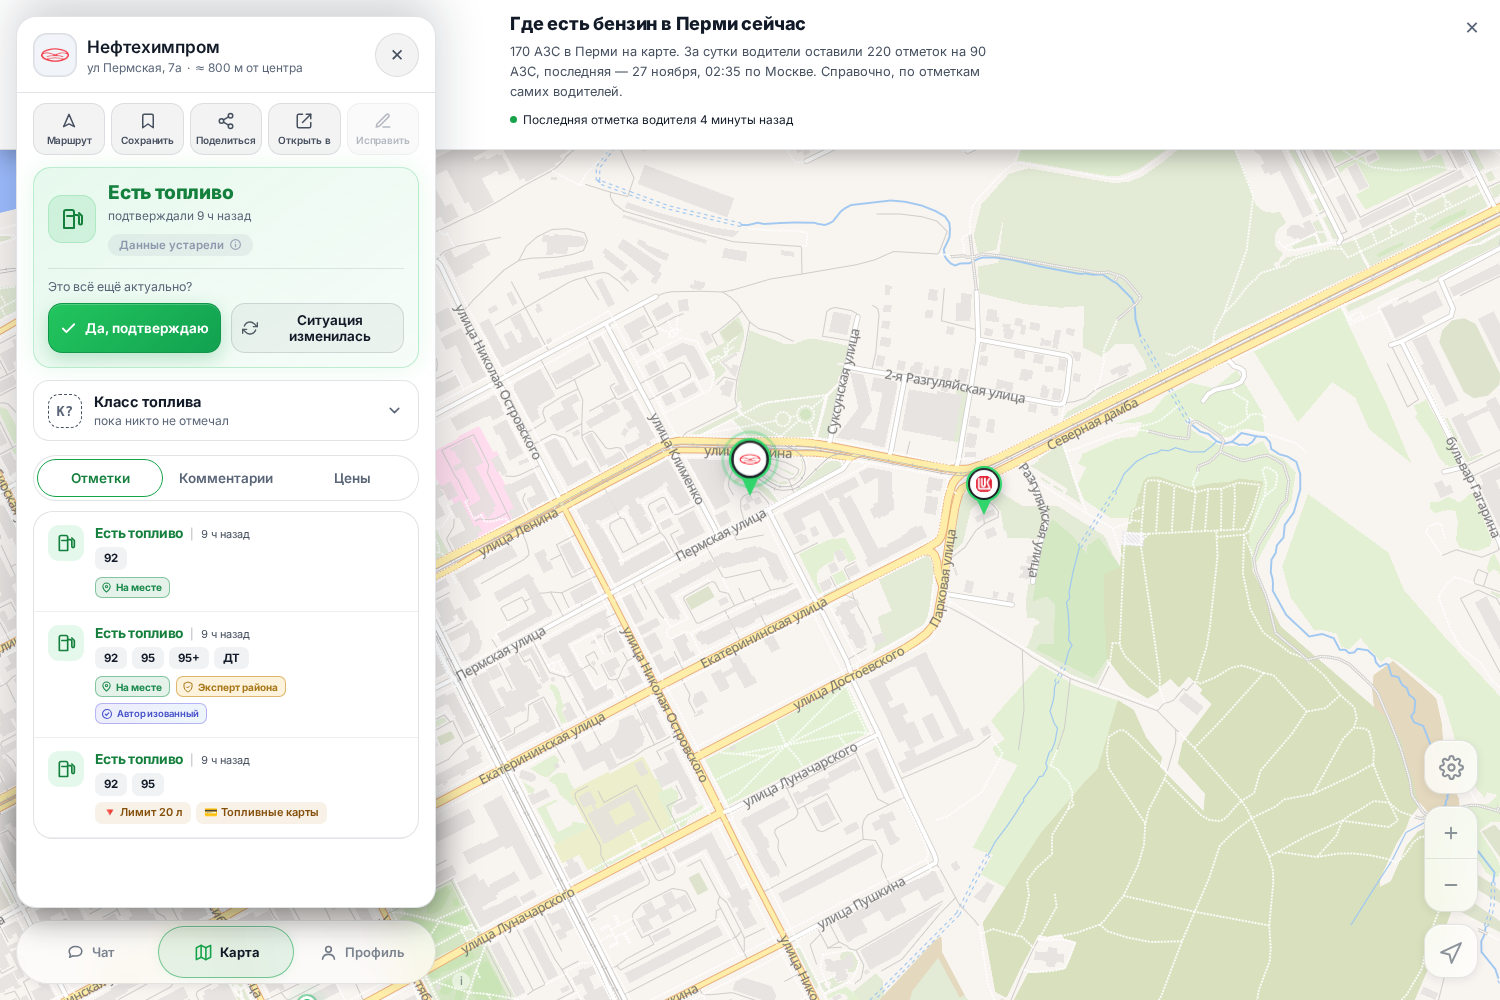 Нефтехимпром
ул Пермская, 7а · ≈ 800 м от центра
Маршрут
Сохранить
Поделиться
Открыть в
Исправить
Есть топливо
подтверждали 9 ч назад
Данные устарели
Это всё ещё актуально?
Да, подтверждаю
Ситуация
изменилась
К?
Класс топлива
пока никто не отмечал
Отметки
Комментарии
Цены
Есть топливо | 9 ч назад
92
На месте
Есть топливо | 9 ч назад
92 95 95+ ДТ
На месте Эксперт района
Авторизованный
Есть топливо | 9 ч назад
92 95
Лимит 20 л Топливные карты
Чат
Карта
Профиль
Где есть бензин в Перми сейчас
170 АЗС в Перми на карте. За сутки водители оставили 220 отметок на 90
АЗС, последняя — 27 ноября, 02:35 по Москве. Справочно, по отметкам
самих водителей.
Последняя отметка водителя 4 минуты назад
улица Николая Островского
улица Клименко
Суксунская улица
2-я Разгуляйская улица
Северная дамба
Разгуляйская улица
бульвар Гагарина
улица Ленина
Пермская улица
Парковая улица
Пермская улица
Екатерининская улица
улица Николая Островского
улица Достоевского
Екатерининская улица
улица Луначарского
улица Луначарского
улица Пушкина
улица Николая Островского
LUK